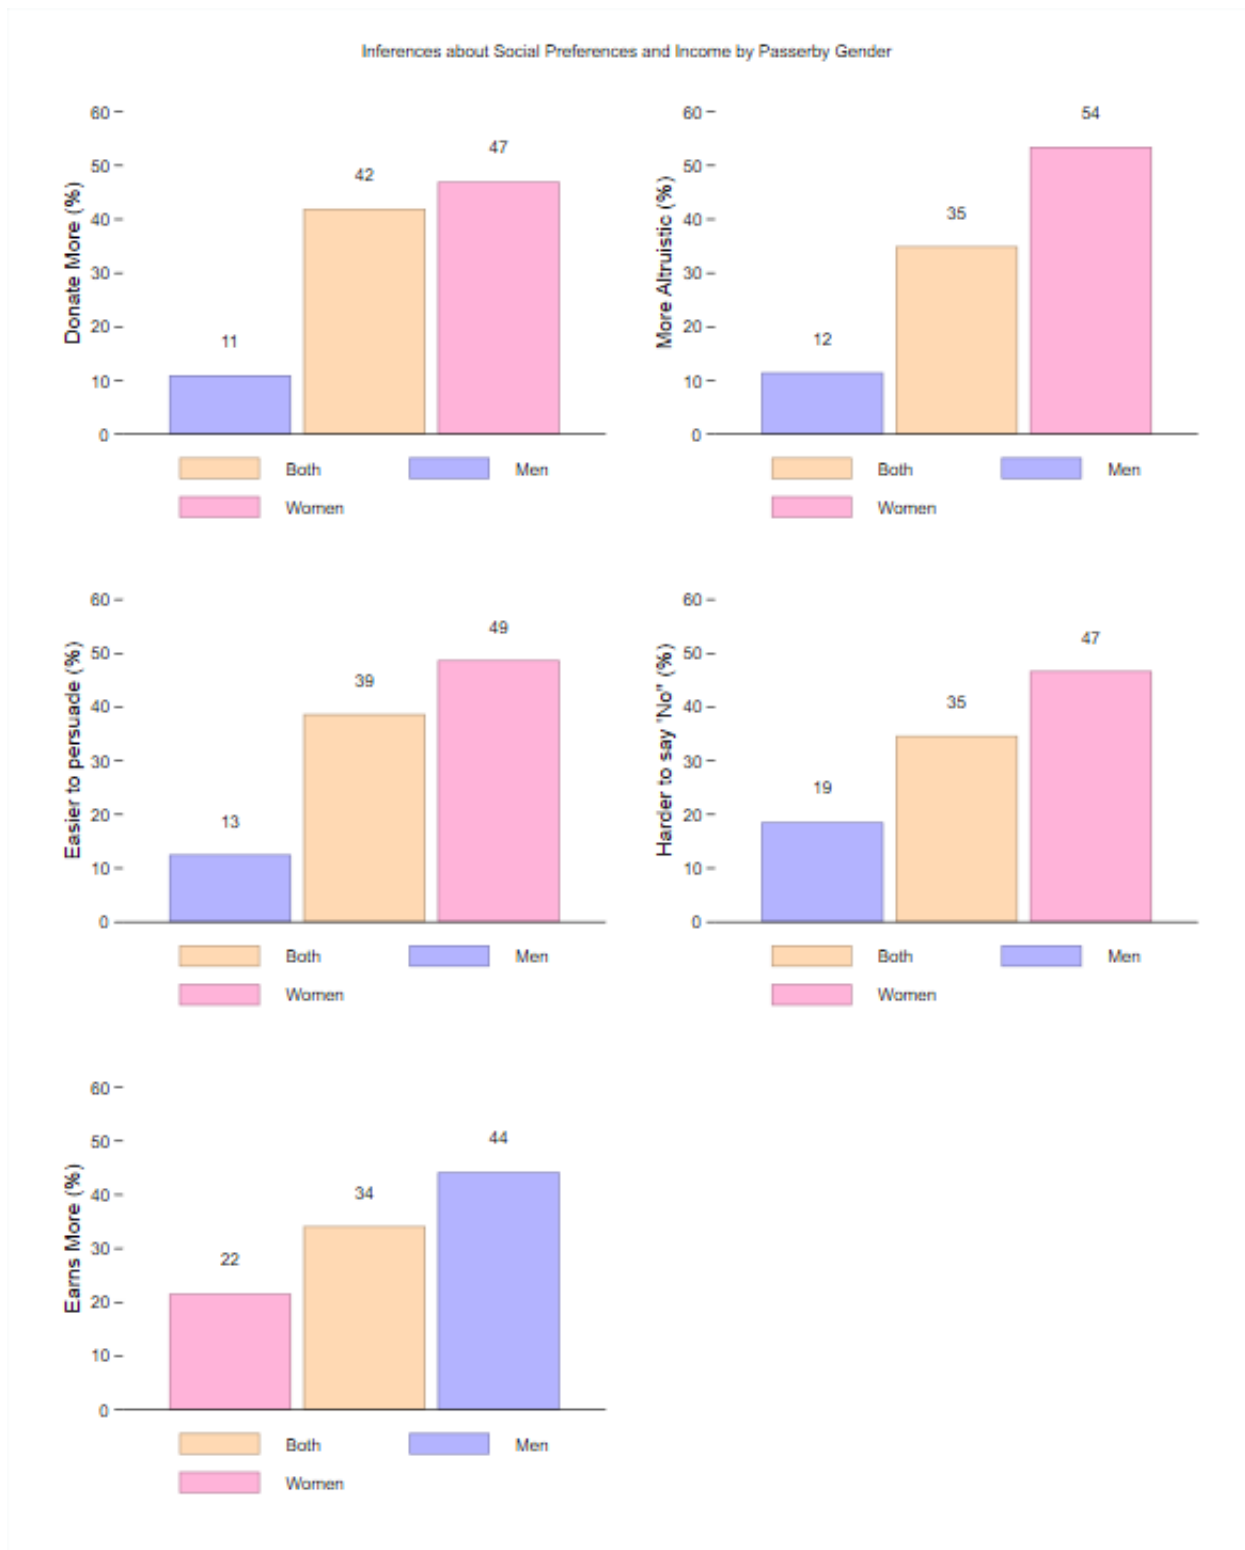 Inferences about Social Preferences and Income by Passerby Gender
Donate More (%)
60
50
40
30
20
10
0
11
42
47
Both
Men
Women
More Altruistic (%)
60
50
40
30
20
10
0
12
35
54
Both
Men
Women
Easier to persuade (%)
60
50
40
30
20
10
0
13
39
49
Both
Men
Women
Harder to say "No" (%)
60
50
40
30
20
10
0
19
35
47
Both
Men
Women
Earns More (%)
60
50
40
30
20
10
0
22
34
44
Both
Men
Women